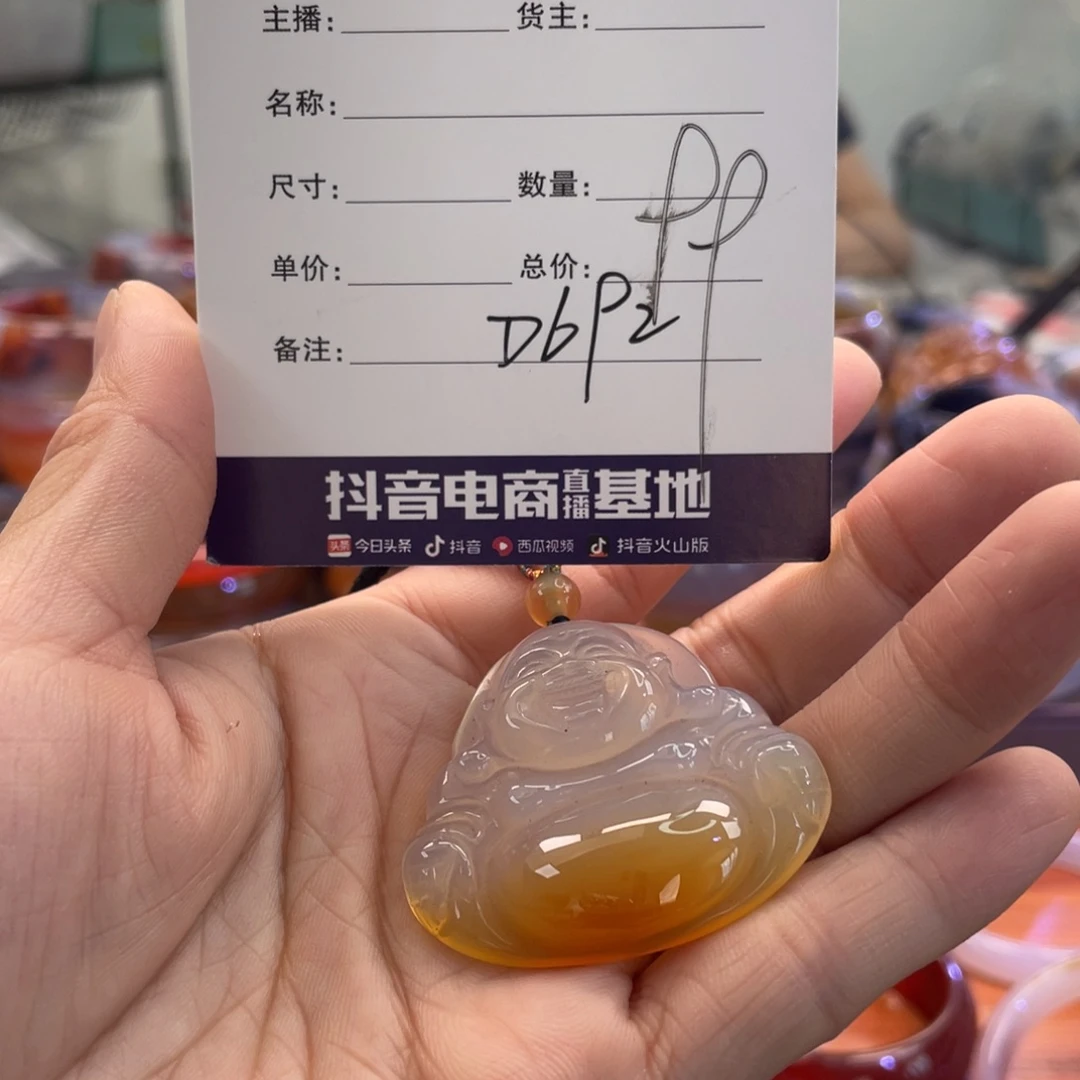 主播: 货主:
名称:
尺寸: 数量:
单价: 总价:
备注: D6P2
抖音电商直播基地
头条 今日头条 抖音 西瓜视频 抖音火山版